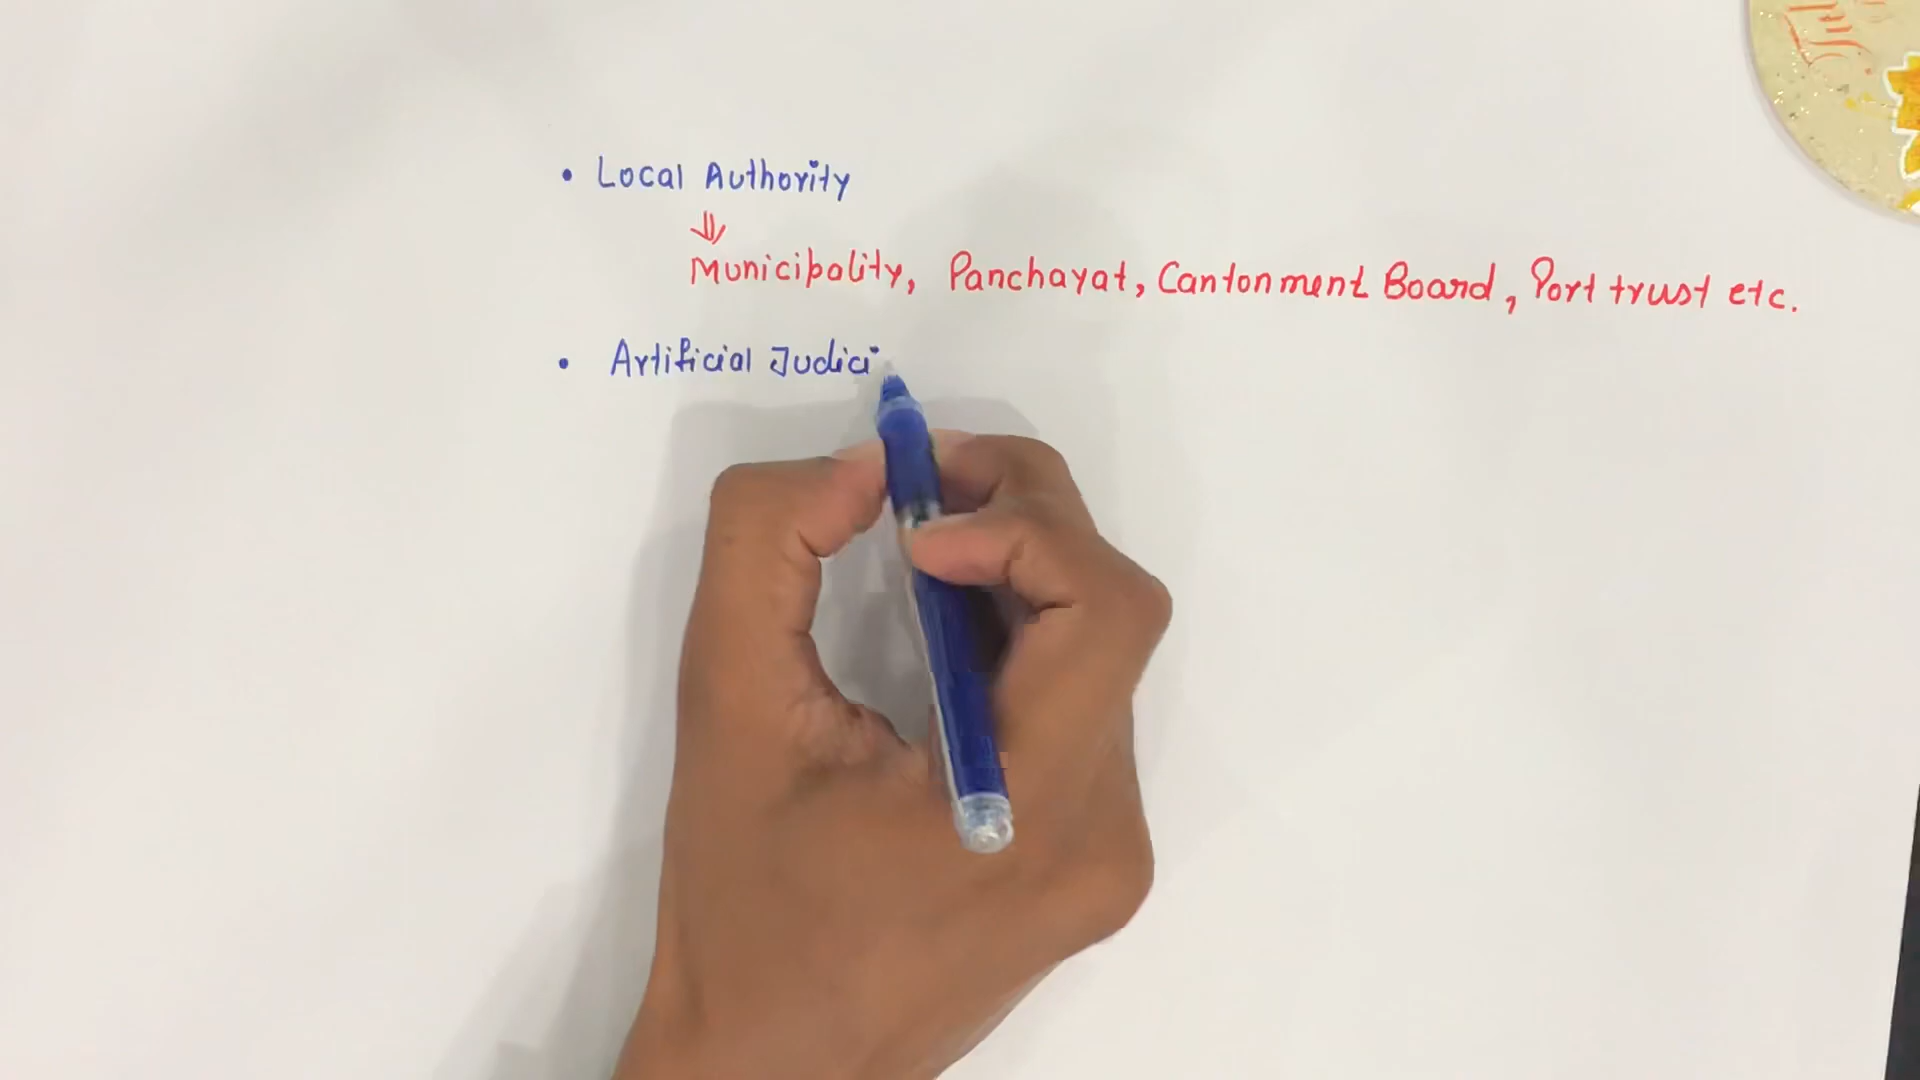 • Local Authority
⇓
Municipality, Panchayat, Cantonment Board, Port trust etc.
• Artificial Judici